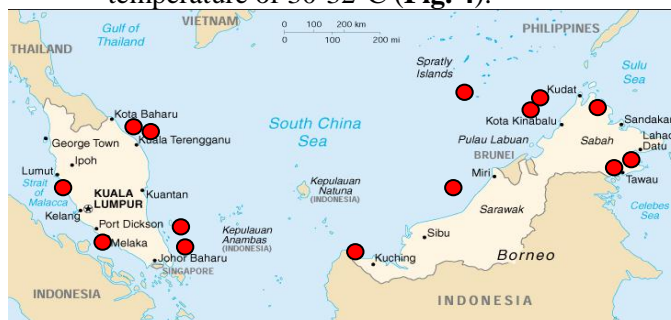 temperature of 30-32°C (Fig. 4).
VIETNAM
Gulf of
Thailand
THAILAND
0 100 200 km
0 100 200 mi
PHILIPPINES
Spratly
Islands
Sulu
Sea
Kudat
Kota Baharu
Kuala Terengganu
George Town
Ipoh
Lumut
Strait
of
Malacca
KUALA
LUMPUR
Kuantan
Kelang
Port Dickson
Melaka
Johor Baharu
SINGAPORE
South China
Sea
Kepulauan
Natuna
(INDONESIA)
Kepulauan
Anambas
(INDONESIA)
Kota Kinabalu
Pulau Labuan
BRUNEI
Sabah
Sandakan
Lahad
Datu
Tawau
Miri
Sarawak
Celebes
Sea
Sibu
Kuching
Borneo
INDONESIA
INDONESIA